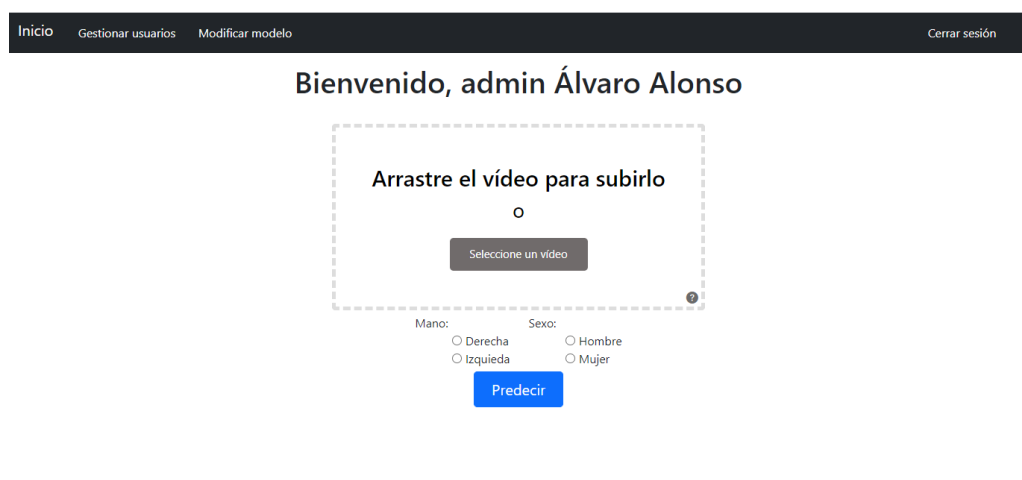 Inicio Gestionar usuarios Modificar modelo Cerrar sesión
Bienvenido, admin Álvaro Alonso
Arrastre el vídeo para subirlo
o
Seleccione un vídeo
?
Mano: Sexo:
Derecha Hombre
Izquieda Mujer
Predecir